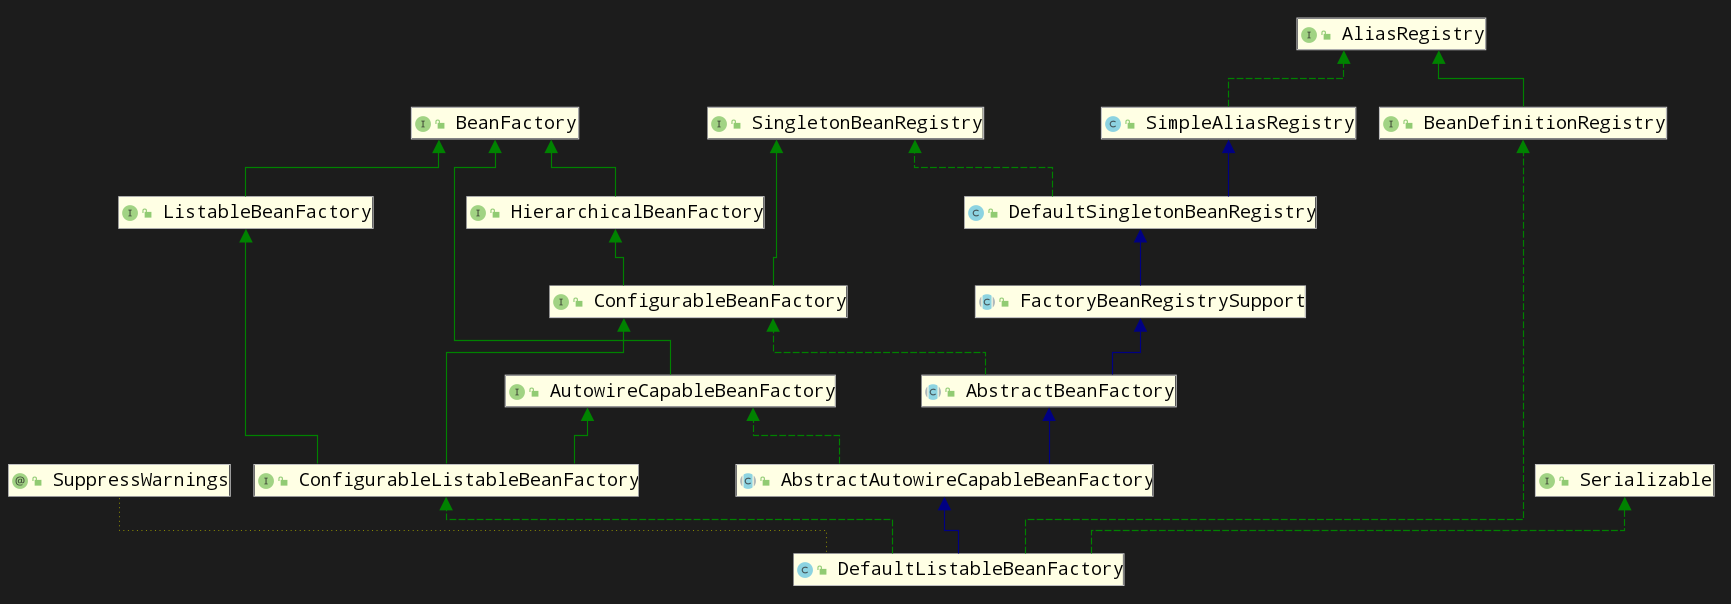 AliasRegistry
BeanFactory
SingletonBeanRegistry
SimpleAliasRegistry
BeanDefinitionRegistry
ListableBeanFactory
HierarchicalBeanFactory
DefaultSingletonBeanRegistry
ConfigurableBeanFactory
FactoryBeanRegistrySupport
AutowireCapableBeanFactory
AbstractBeanFactory
SuppressWarnings
ConfigurableListableBeanFactory
AbstractAutowireCapableBeanFactory
Serializable
DefaultListableBeanFactory